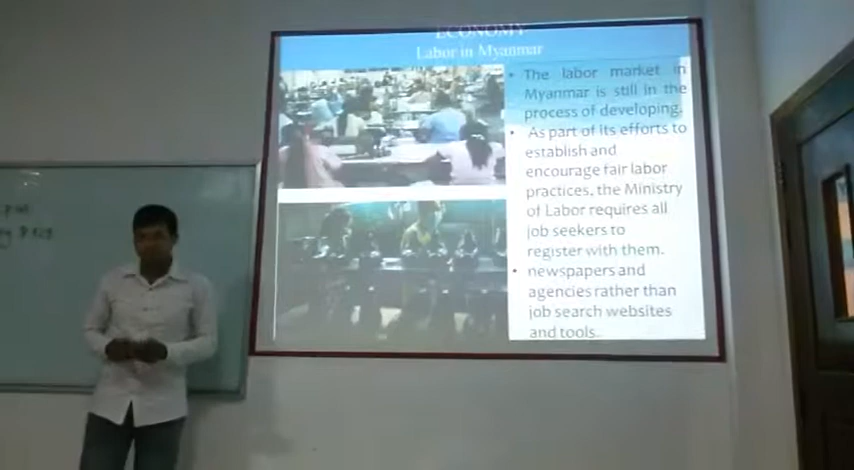 ECONOMY
Labor in Myanmar
• The labor market in
Myanmar is still in the
process of developing.
• As part of its efforts to
establish and
encourage fair labor
practices, the Ministry
of Labor requires all
job seekers to
register with them.
• newspapers and
agencies rather than
job search websites
and tools.